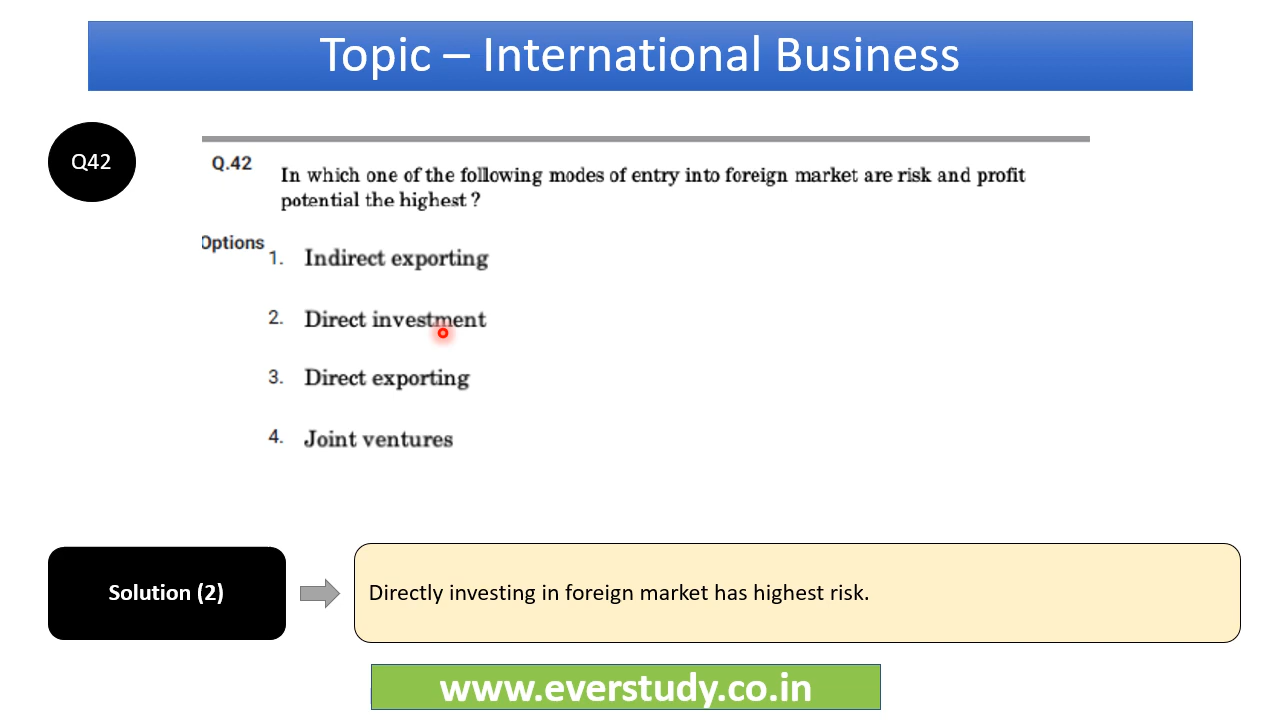 Topic – International Business
Q42
Q.42
In which one of the following modes of entry into foreign market are risk and profit
potential the highest ?
Options
1. Indirect exporting
2. Direct investment
3. Direct exporting
4. Joint ventures
Solution (2)
Directly investing in foreign market has highest risk.
www.everstudy.co.in